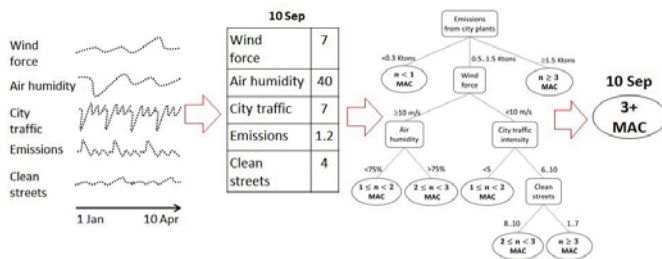 Wind
force
Air humidity
City
traffic
Emissions
Clean
streets
1 Jan
10 Apr
10 Sep
Wind
force
7
Air humidity
40
City traffic
7
Emissions
1.2
Clean
streets
4
Emissions
from city plants
<0.3 Ktons
0.5..1.5 Ktons
≥1.5 Ktons
n < 1
MAC
Wind
force
n ≥ 3
MAC
≥10 m/s
<10 m/s
Air
humidity
City traffic
intensity
<75%
>75%
<5
6..10
1 ≤ n < 2
MAC
2 ≤ n < 3
MAC
1 ≤ n < 2
MAC
Clean
streets
8..10
1..7
2 ≤ n < 3
MAC
n ≥ 3
MAC
10 Sep
3+
MAC